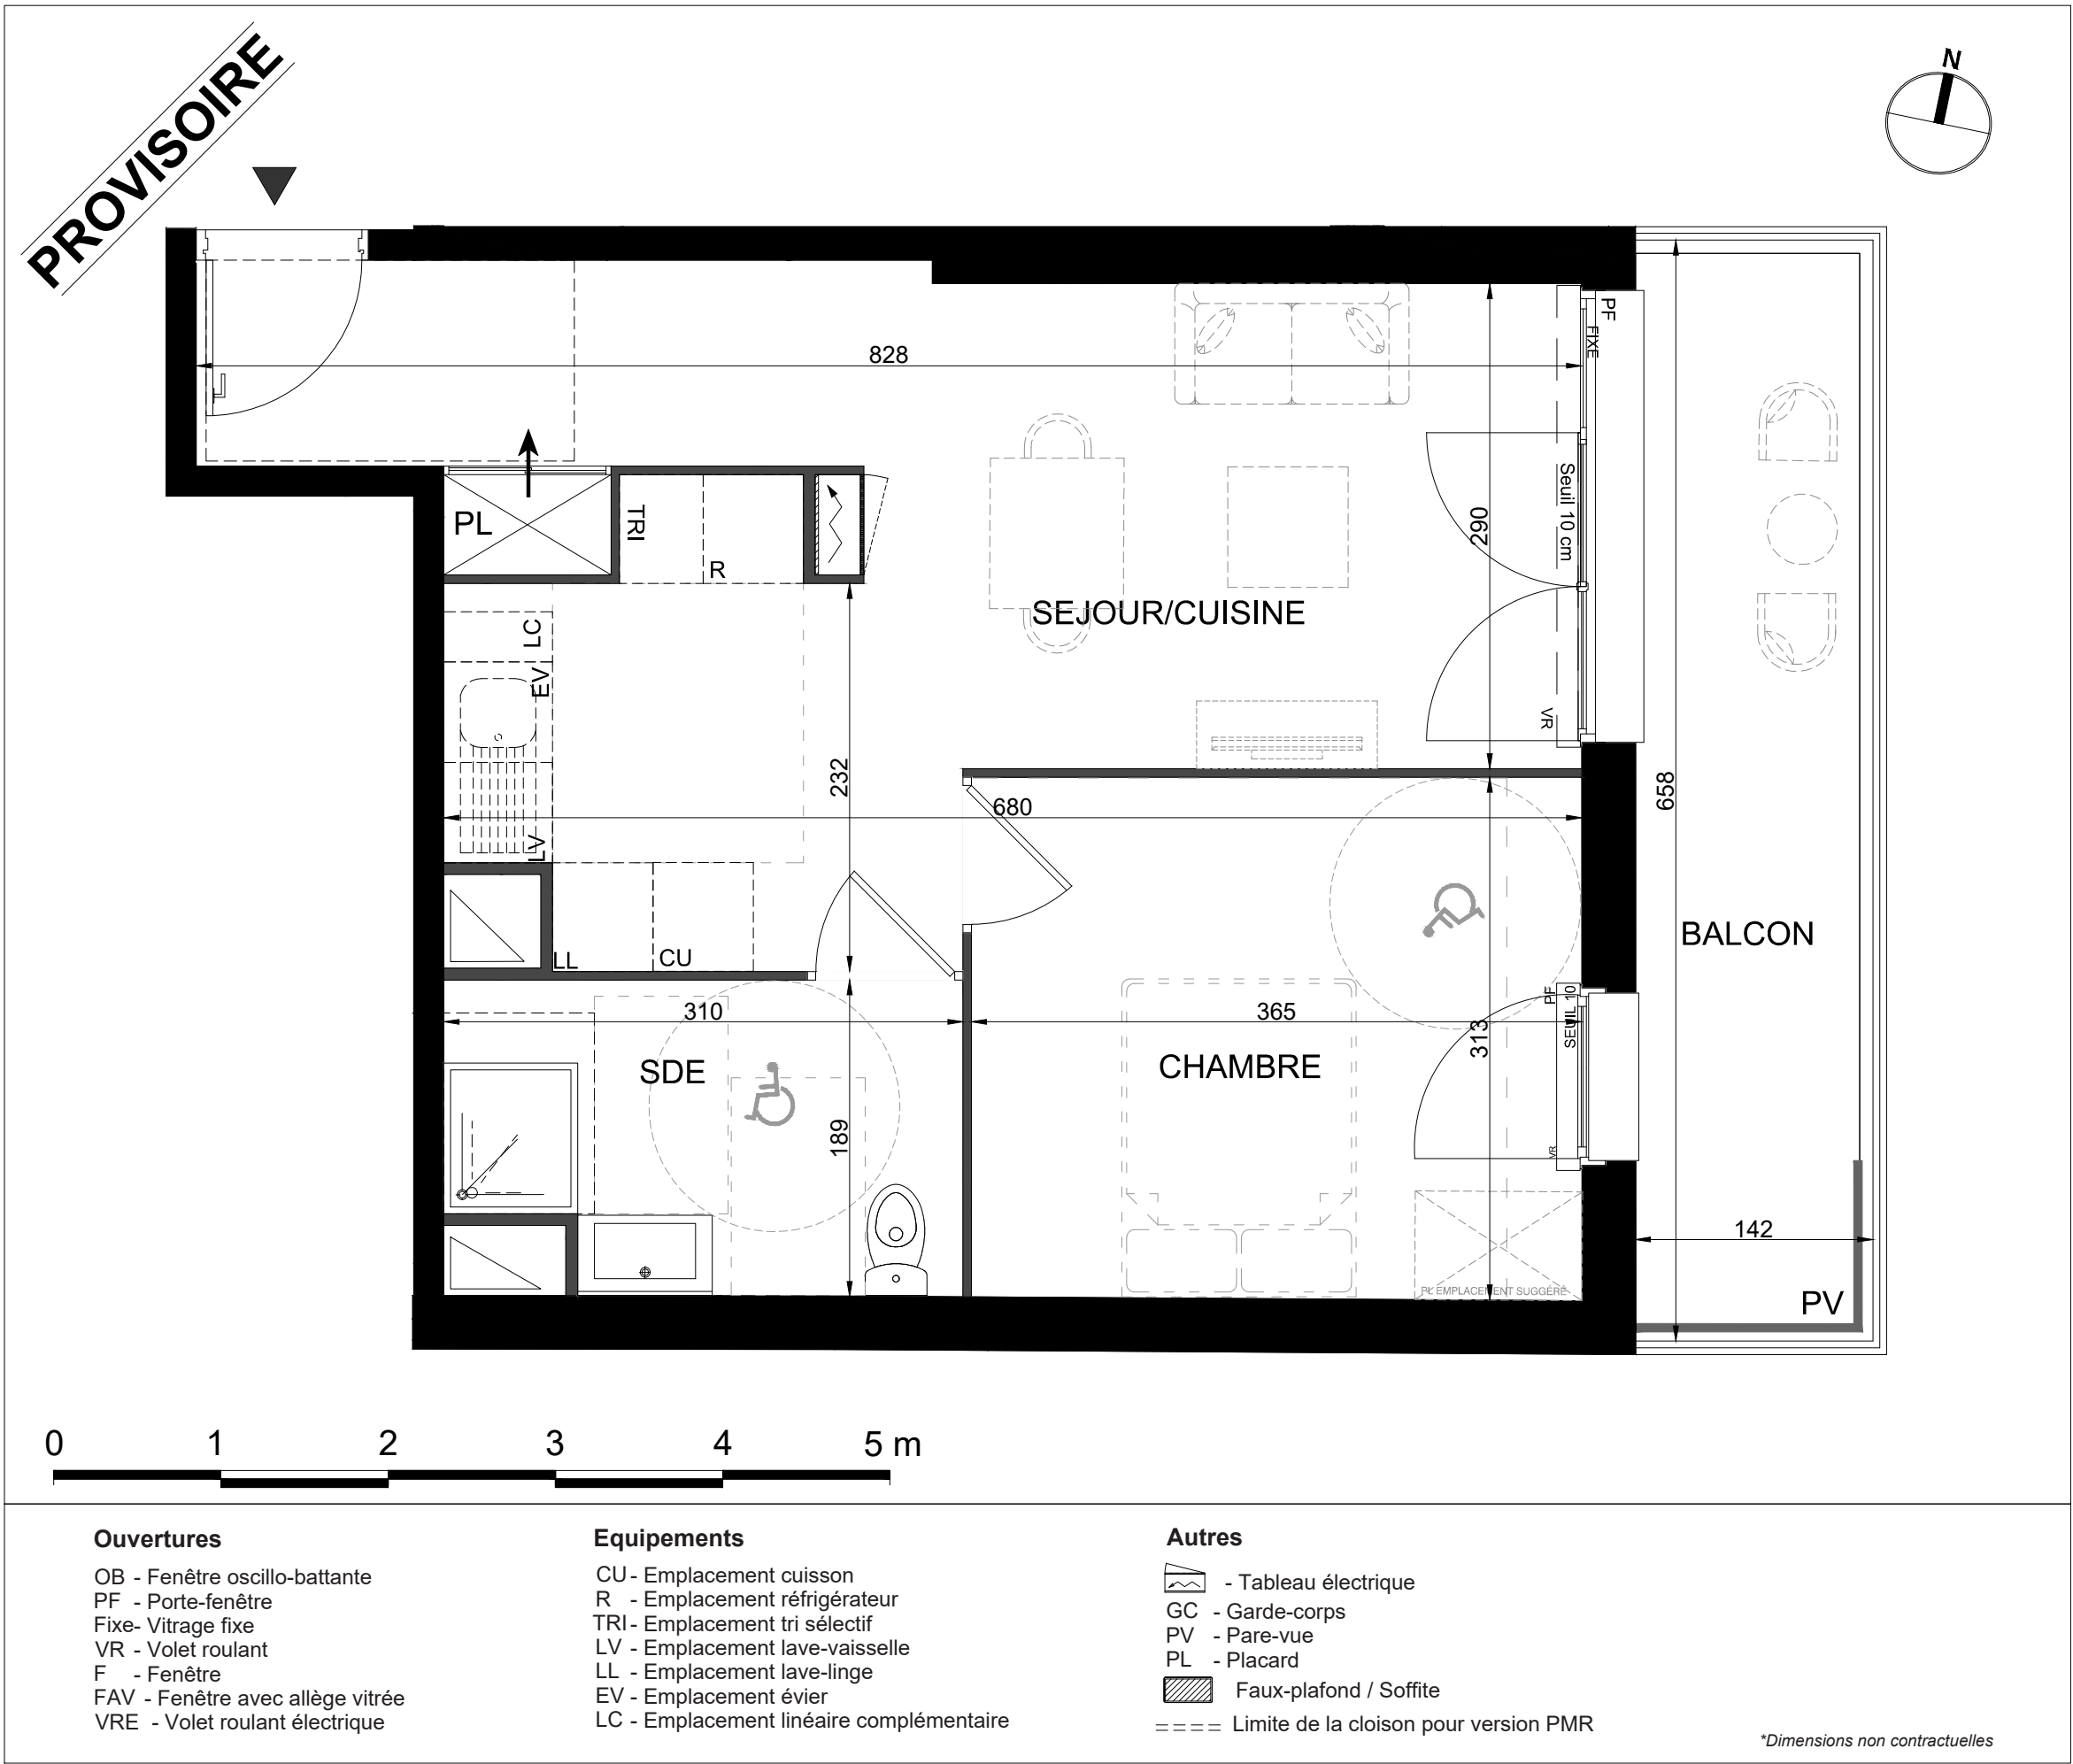 PROVISOIRE
N
828
PF
FIXE
PL
TRI
R
290
Seuil 10 cm
SEJOUR/CUISINE
LC
EV
VR
232
680
658
LV
BALCON
LL
CU
310
365
PF
SEUIL 10
313
SDE
CHAMBRE
189
VR
142
PL EMPLACEMENT SUGGÉRÉ
PV
0 1 2 3 4 5 m
Ouvertures
OB - Fenêtre oscillo-battante
PF - Porte-fenêtre
Fixe- Vitrage fixe
VR - Volet roulant
F - Fenêtre
FAV - Fenêtre avec allège vitrée
VRE - Volet roulant électrique
Equipements
CU - Emplacement cuisson
R - Emplacement réfrigérateur
TRI - Emplacement tri sélectif
LV - Emplacement lave-vaisselle
LL - Emplacement lave-linge
EV - Emplacement évier
LC - Emplacement linéaire complémentaire
Autres
- Tableau électrique
GC - Garde-corps
PV - Pare-vue
PL - Placard
Faux-plafond / Soffite
Limite de la cloison pour version PMR
*Dimensions non contractuelles